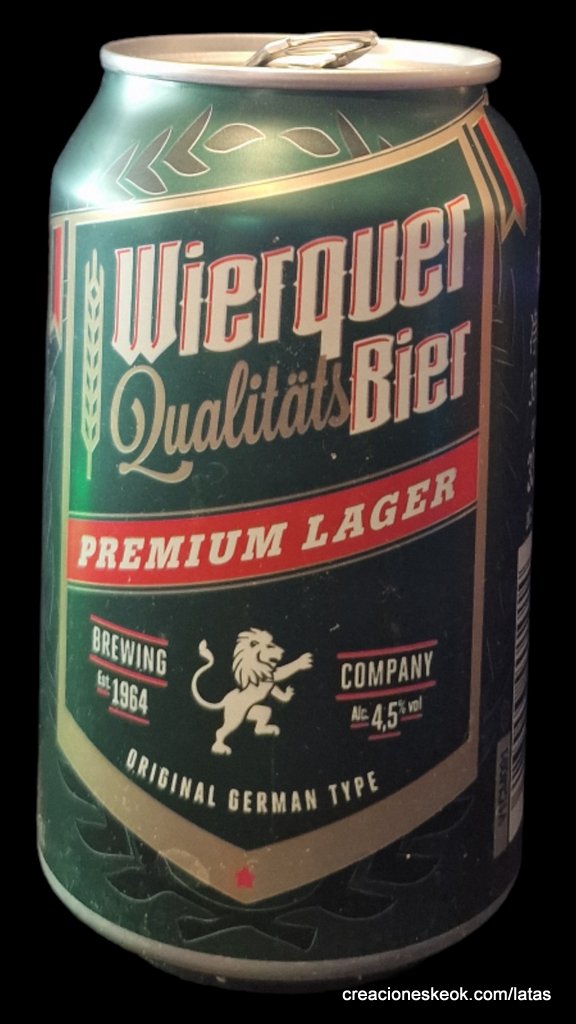 Wierquer
Qualitäts Bier
PREMIUM LAGER
BREWING
Est. 1964
COMPANY
Alc. 4,5% vol
ORIGINAL GERMAN TYPE
creacioneskeok.com/latas